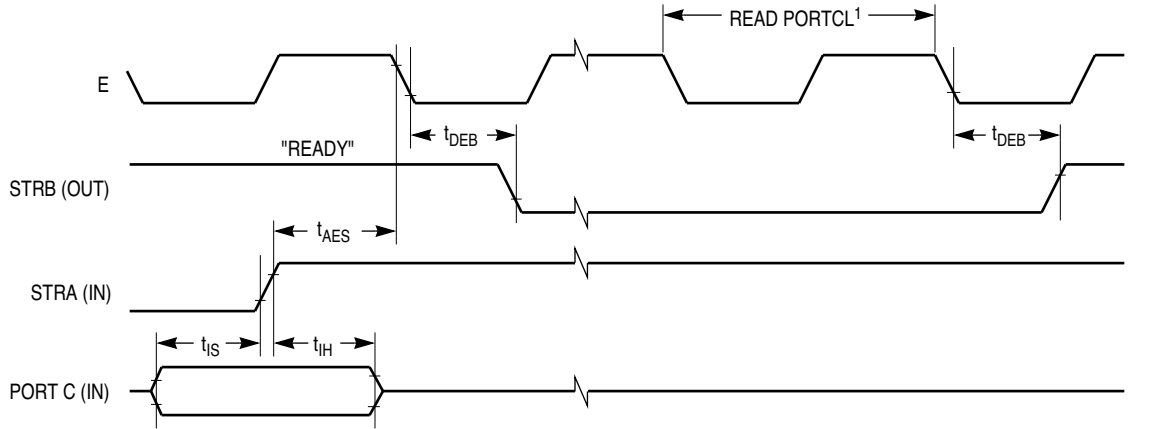 READ PORTCL1
E
tDEB
tDEB
"READY"
STRB (OUT)
tAES
STRA (IN)
tIS
tIH
PORT C (IN)